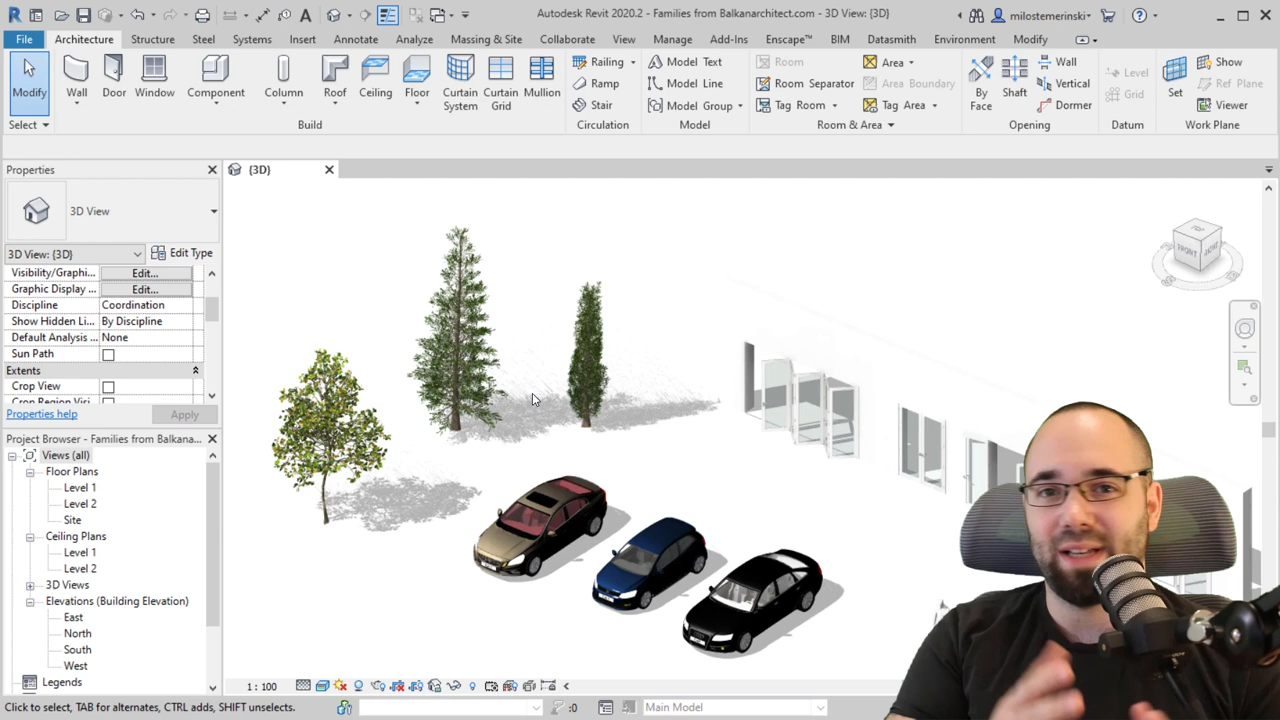 Autodesk Revit 2020.2 - Families from Balkanarchitect.com - 3D View: {3D}
milostemerinski
File Architecture Structure Steel Systems Insert Annotate Analyze Massing & Site Collaborate View Manage Add-Ins Enscape™ BIM Datasmith Environment Modify
Modify Wall Door Window Component Column Roof Ceiling Floor Curtain System Curtain Grid Mullion
Railing
Ramp
Stair
Model Text
Model Line
Model Group
Room
Room Separator
Tag Room
Area
Area Boundary
Tag Area
By Face Shaft
Wall
Vertical
Dormer
Level
Grid
Set
Show
Ref Plane
Viewer
Select Build Circulation Model Room & Area Opening Datum Work Plane
Properties
{3D}
3D View
3D View: {3D} Edit Type
Visibility/Graphi... Edit...
Graphic Display ... Edit...
Discipline Coordination
Show Hidden Li... By Discipline
Default Analysis ... None
Sun Path
Extents
Crop View
Crop Region Visi
Properties help Apply
Project Browser - Families from Balkana...
Views (all)
Floor Plans
Level 1
Level 2
Site
Ceiling Plans
Level 1
Level 2
3D Views
Elevations (Building Elevation)
East
North
South
West
Legends
TOP
FRONT
1 : 100
Click to select, TAB for alternates, CTRL adds, SHIFT unselects.
:0
Main Model